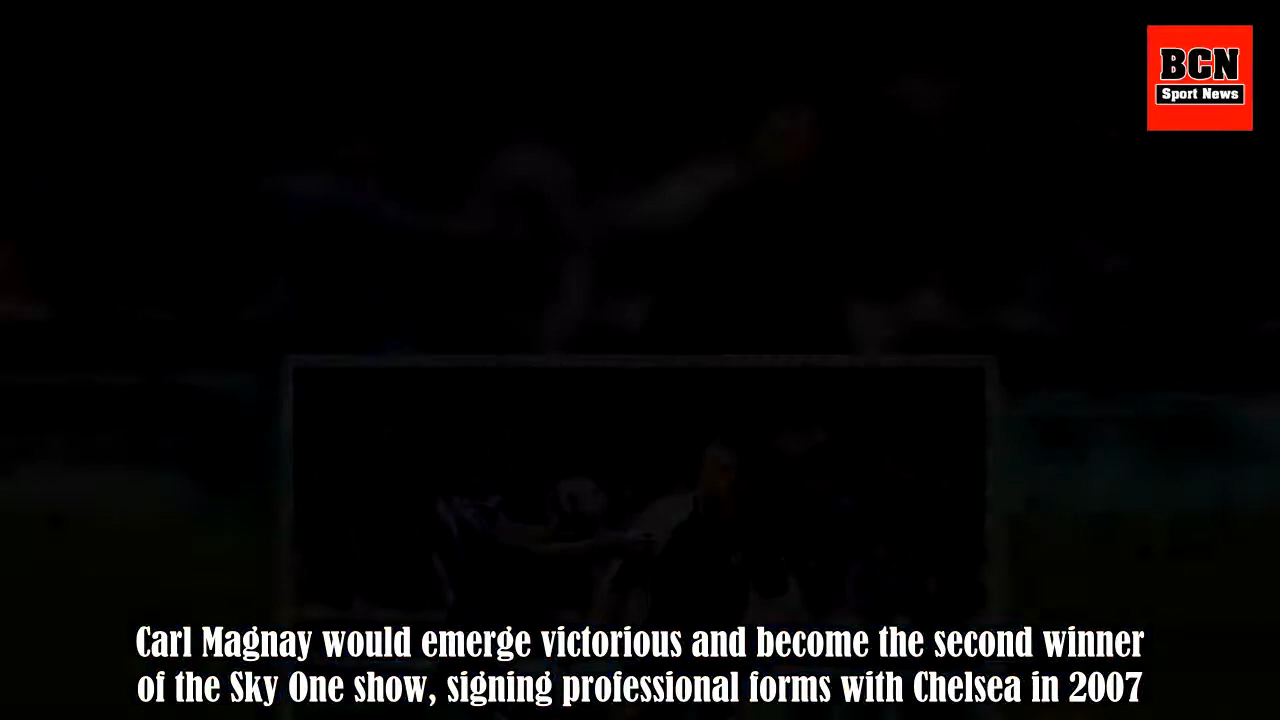 BCN
Sport News
Carl Magnay would emerge victorious and become the second winner
of the Sky One show, signing professional forms with Chelsea in 2007